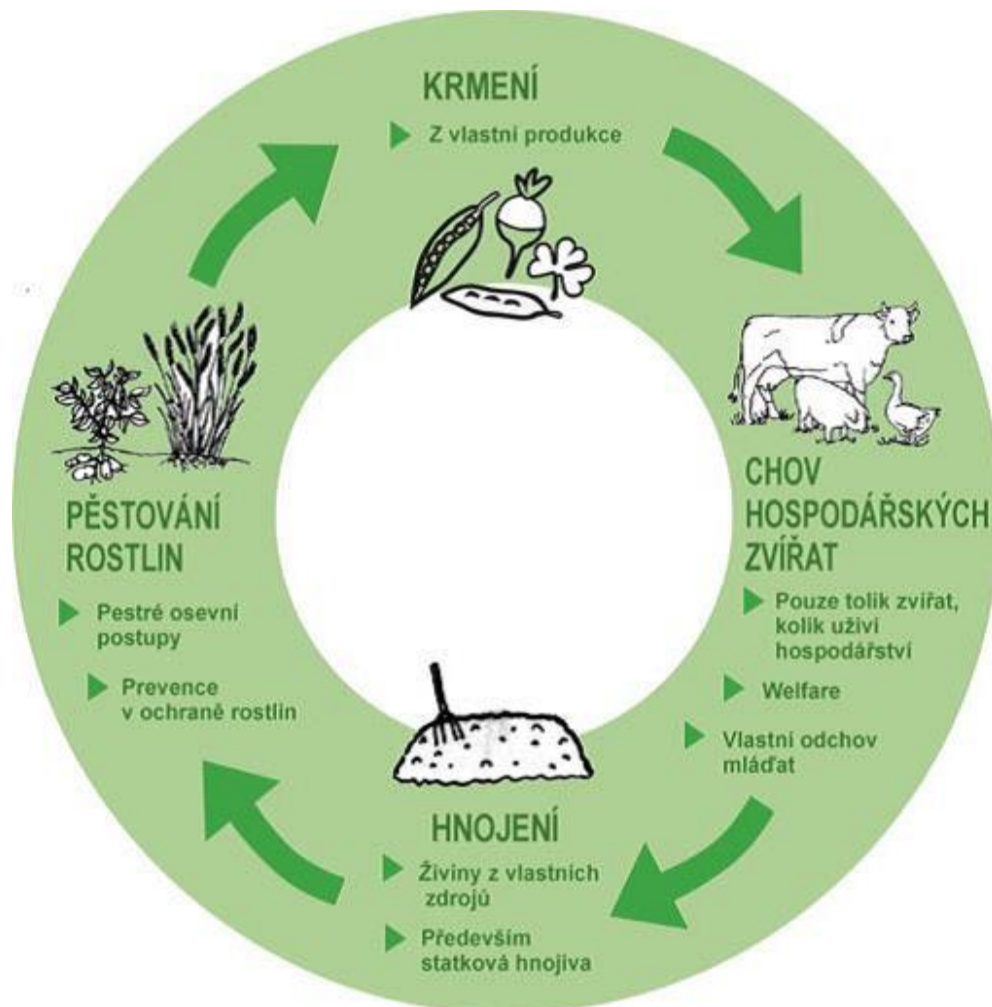 KRMENÍ
Z vlastní produkce
CHOV
HOSPODÁŘSKÝCH
ZVÍŘAT
Pouze tolik zvířat,
kolik uživí
hospodářství
Welfare
Vlastní odchov
mláďat
HNOJENÍ
Živiny z vlastních
zdrojů
Především
statková hnojiva
PĚSTOVÁNÍ
ROSTLIN
Pestré osevní
postupy
Prevence
v ochraně rostlin